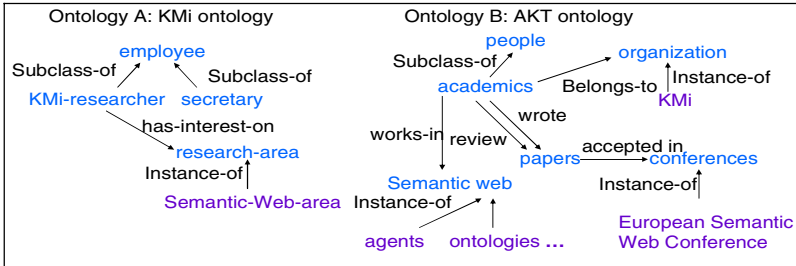 Ontology A: KMi ontology
employee
Subclass-of
Subclass-of
KMi-researcher
secretary
has-interest-on
research-area
Instance-of
Semantic-Web-area
Ontology B: AKT ontology
people
organization
Subclass-of
academics
Instance-of
Belongs-to
KMi
wrote
works-in
review
accepted in
papers
conferences
Semantic web
Instance-of
Instance-of
agents
ontologies ...
European Semantic
Web Conference